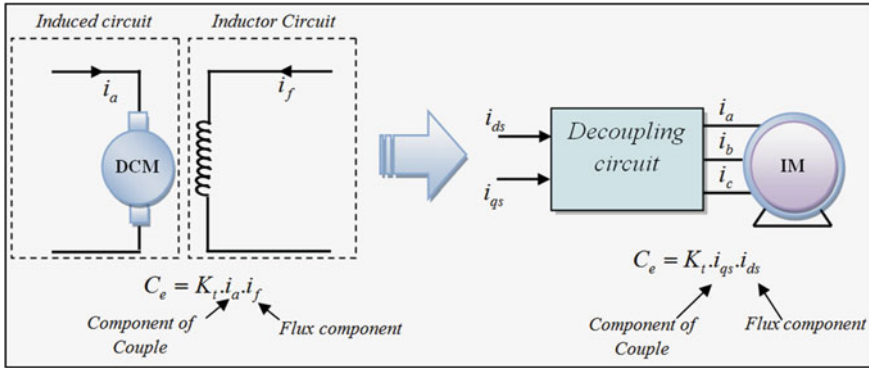 Induced circuit
Inductor Circuit
i_a
i_f
DCM
C_e = K_t.i_a.i_f
Component of
Couple
Flux component
i_ds
i_qs
Decoupling
circuit
i_a
i_b
i_c
IM
C_e = K_t.i_qs.i_ds
Component of
Couple
Flux component